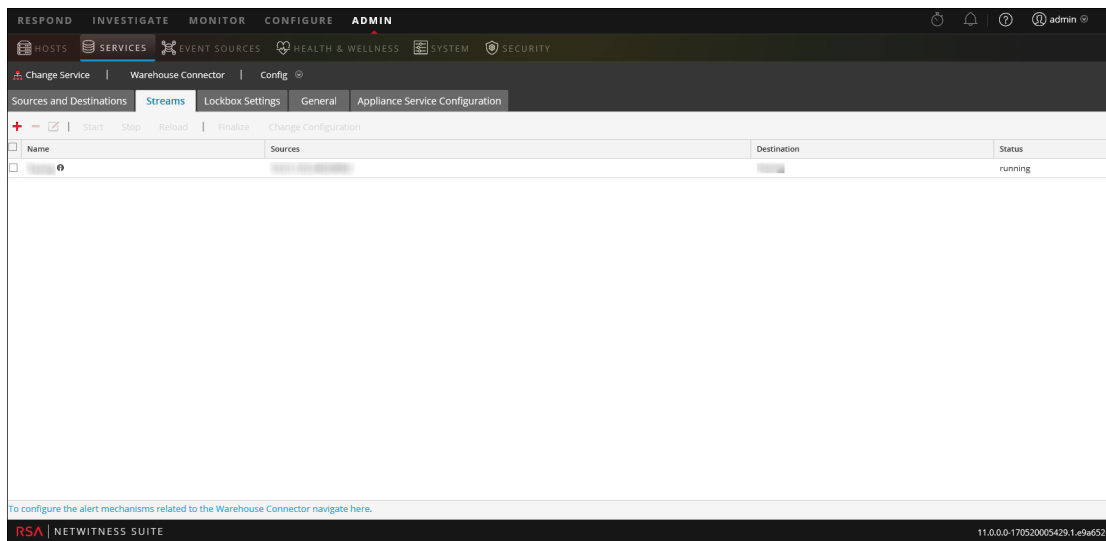 RESPOND INVESTIGATE MONITOR CONFIGURE ADMIN admin
HOSTS SERVICES EVENT SOURCES HEALTH & WELLNESS SYSTEM SECURITY
Change Service | Warehouse Connector | Config
Sources and Destinations Streams Lockbox Settings General Appliance Service Configuration
Start Stop Reload | Finalize Change Configuration
Name Sources Destination Status
running
To configure the alert mechanisms related to the Warehouse Connector navigate here.
RSA | NETWITNESS SUITE 11.0.0.0-170520005429.1.e9a652